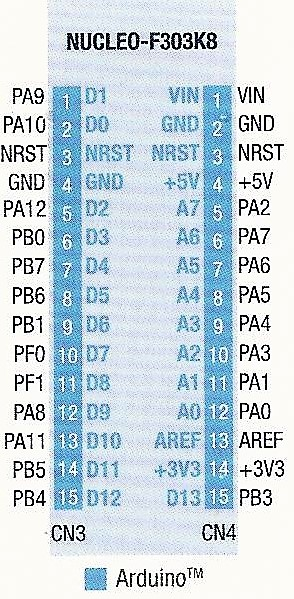 NUCLEO-F303K8
PA9 1 D1 VIN 1 VIN
PA10 2 D0 GND 2 GND
NRST 3 NRST NRST 3 NRST
GND 4 GND +5V 4 +5V
PA12 5 D2 A7 5 PA2
PB0 6 D3 A6 6 PA7
PB7 7 D4 A5 7 PA6
PB6 8 D5 A4 8 PA5
PB1 9 D6 A3 9 PA4
PF0 10 D7 A2 10 PA3
PF1 11 D8 A1 11 PA1
PA8 12 D9 A0 12 PA0
PA11 13 D10 AREF 13 AREF
PB5 14 D11 +3V3 14 +3V3
PB4 15 D12 D13 15 PB3
CN3 CN4
Arduino™